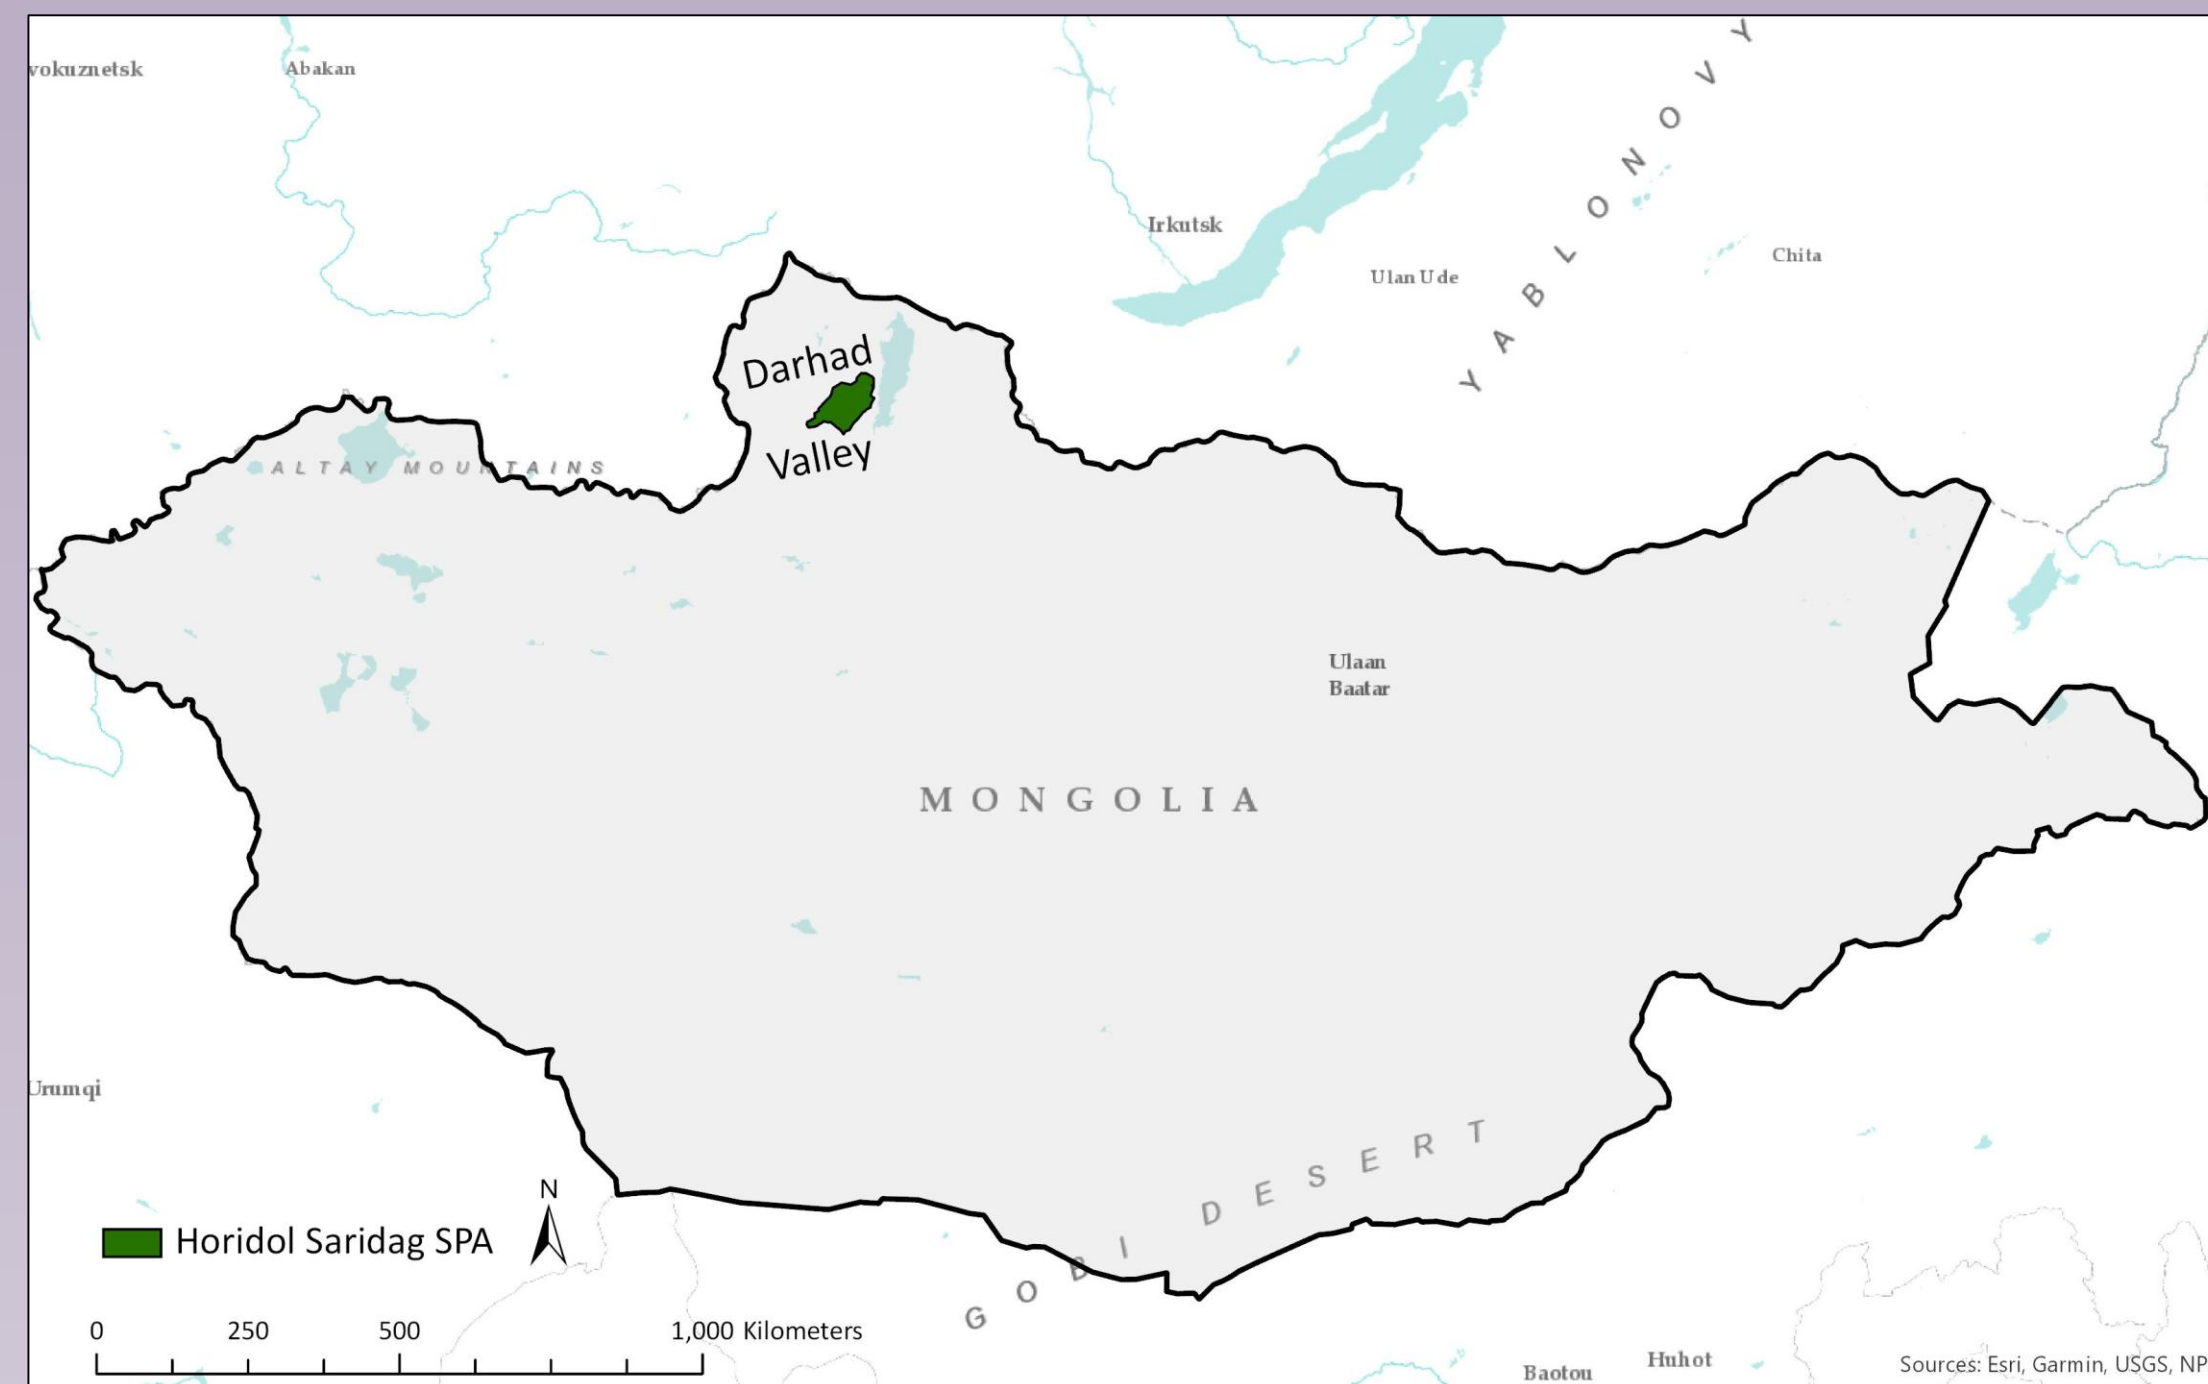 vokuznetsk
Abakan
YABLONOVY
Irkutsk
Ulan Ude
Chita
Darhad
Valley
ALTAY MOUNTAINS
Ulaan
Baatar
MONGOLIA
Urumqi
GOBI DESERT
N
Horidol Saridag SPA
0 250 500 1,000 Kilometers
Baotou
Huhot
Sources: Esri, Garmin, USGS, NP